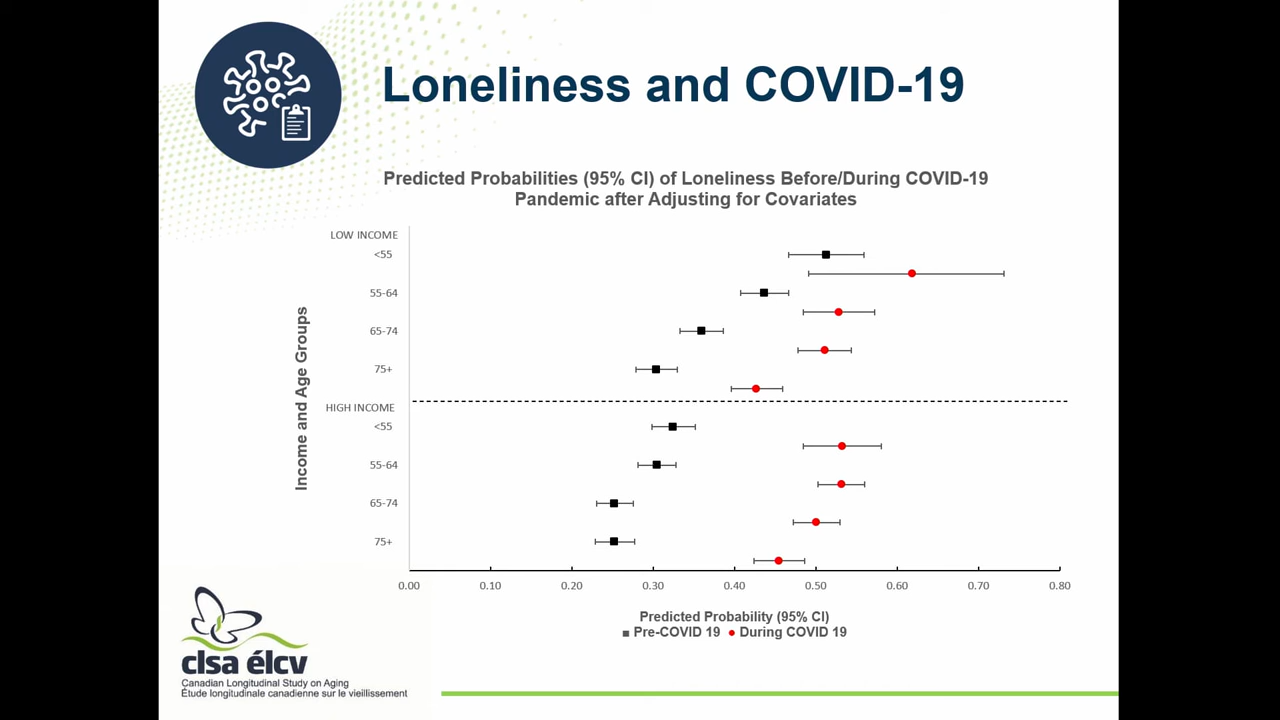 Loneliness and COVID-19
Predicted Probabilities (95% CI) of Loneliness Before/During COVID-19
Pandemic after Adjusting for Covariates
Income and Age Groups
LOW INCOME
<55
55-64
65-74
75+
HIGH INCOME
<55
55-64
65-74
75+
0.00 0.10 0.20 0.30 0.40 0.50 0.60 0.70 0.80
Predicted Probability (95% CI)
Pre-COVID 19 During COVID 19
clsa élcv
Canadian Longitudinal Study on Aging
Étude longitudinale canadienne sur le vieillissement